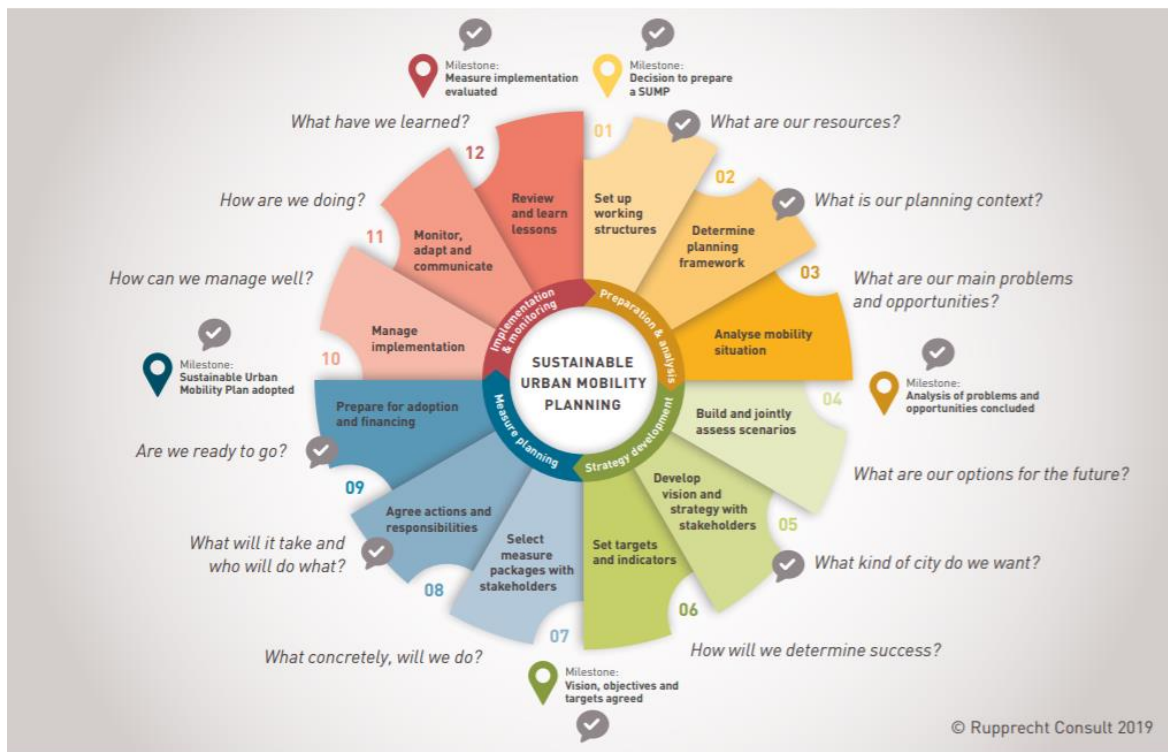 Milestone:
Measure implementation
evaluated
Milestone:
Decision to prepare
a SUMP
What have we learned?
What are our resources?
01
Set up
working
structures
02
What is our planning context?
Determine
planning
framework
03
What are our main problems
and opportunities?
Analyse mobility
situation
Milestone:
Analysis of problems and
opportunities concluded
04
Build and jointly
assess scenarios
What are our options for the future?
05
Develop
vision and
strategy with
stakeholders
What kind of city do we want?
06
Set targets
and indicators
How will we determine success?
Milestone:
Vision, objectives and
targets agreed
07
Select
measure
packages with
stakeholders
What concretely, will we do?
08
Agree actions and
responsibilities
What will it take and
who will do what?
09
Prepare for adoption
and financing
Are we ready to go?
Milestone:
Sustainable Urban
Mobility Plan adopted
10
Manage
implementation
How can we manage well?
11
Monitor,
adapt and
communicate
How are we doing?
12
Review
and learn
lessons
Implementation
& monitoring
Preparation & analysis
Strategy development
Measure planning
SUSTAINABLE
URBAN MOBILITY
PLANNING
© Rupprecht Consult 2019